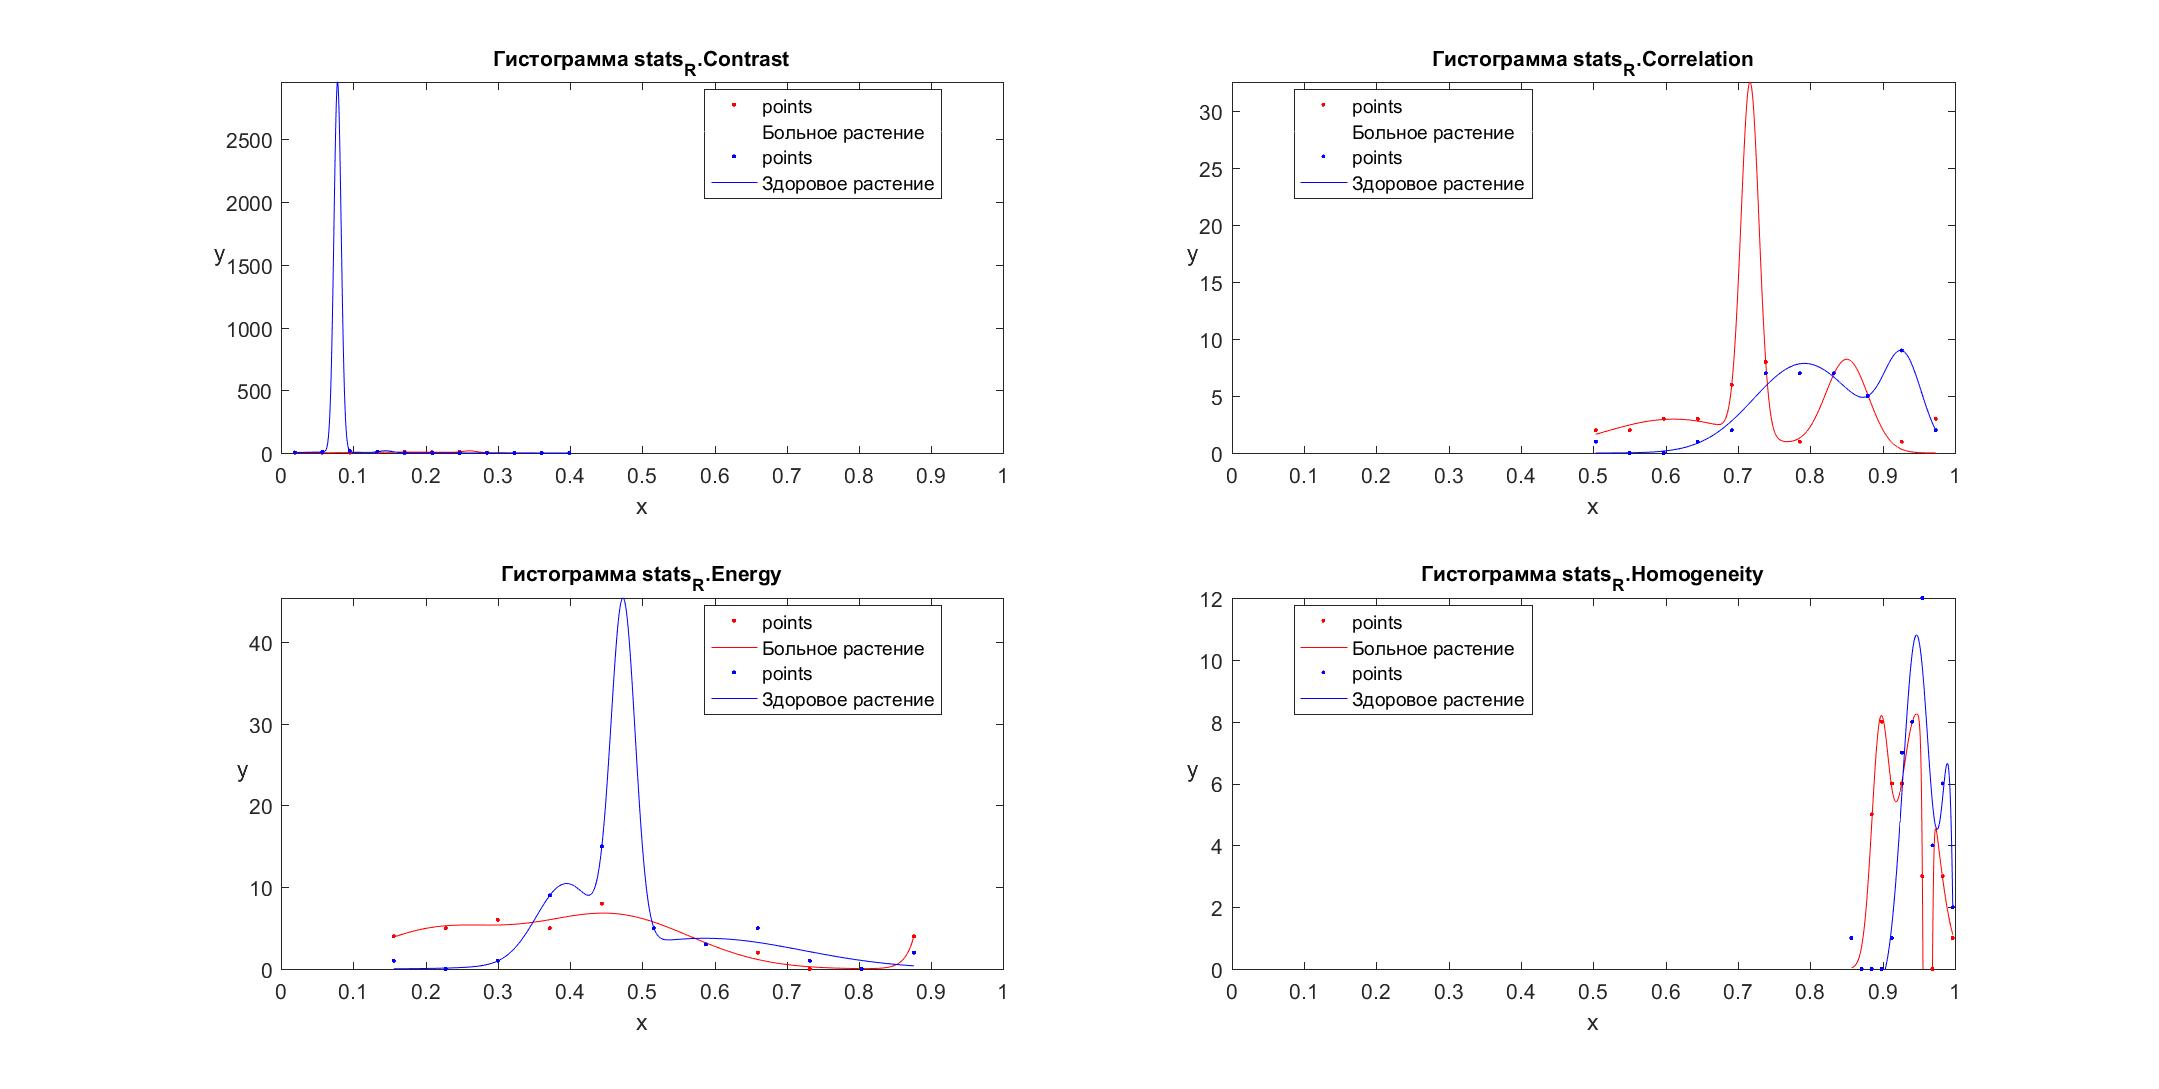 Гистограмма stats_R.Contrast
points
Больное растение
points
Здоровое растение
2500
2000
1500
1000
500
0
y
0 0.1 0.2 0.3 0.4 0.5 0.6 0.7 0.8 0.9 1
x
Гистограмма stats_R.Correlation
points
Больное растение
points
Здоровое растение
30
25
20
15
10
5
0
y
0 0.1 0.2 0.3 0.4 0.5 0.6 0.7 0.8 0.9 1
x
Гистограмма stats_R.Energy
points
Больное растение
points
Здоровое растение
40
30
20
10
0
y
0 0.1 0.2 0.3 0.4 0.5 0.6 0.7 0.8 0.9 1
x
Гистограмма stats_R.Homogeneity
points
Больное растение
points
Здоровое растение
12
10
8
6
4
2
0
y
0 0.1 0.2 0.3 0.4 0.5 0.6 0.7 0.8 0.9 1
x